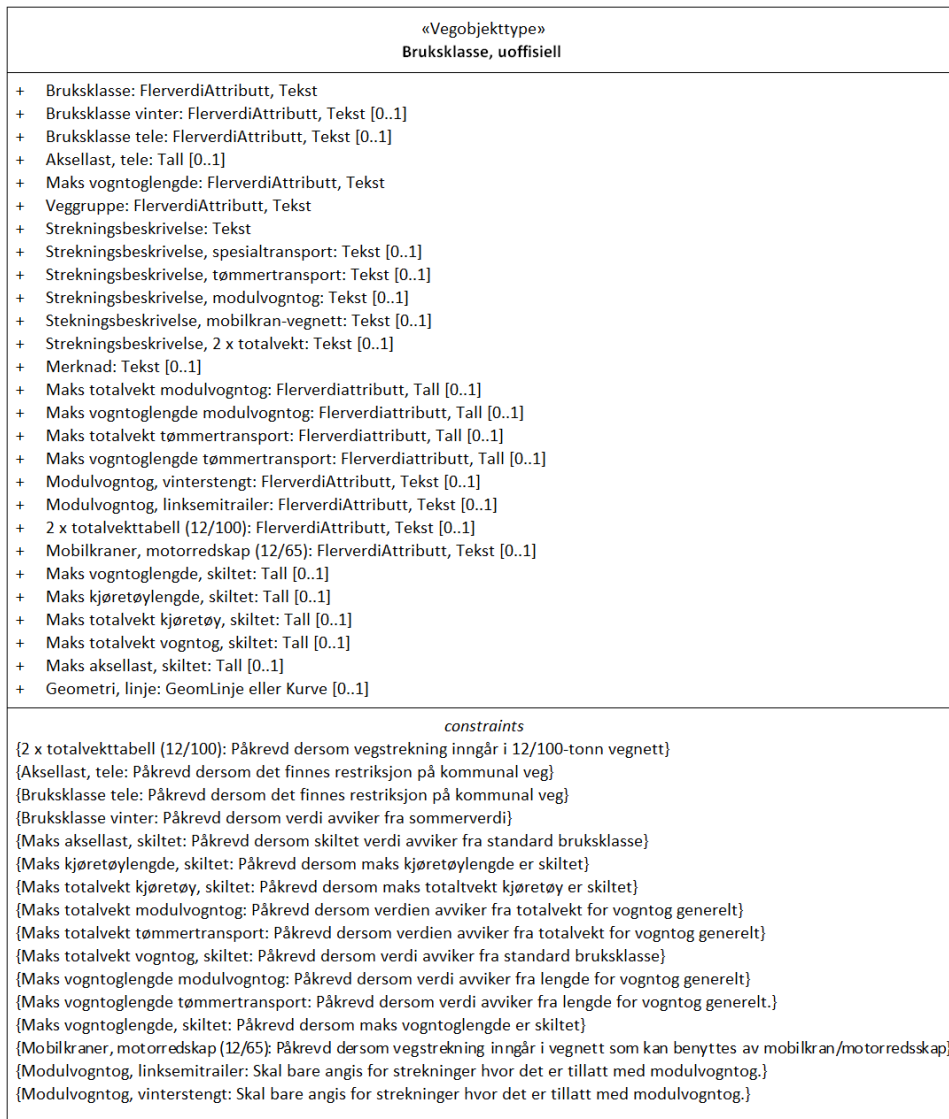 «Vegobjekttype»
Bruksklasse, uoffisiell
+ Bruksklasse: FlerverdiAttributt, Tekst
+ Bruksklasse vinter: FlerverdiAttributt, Tekst [0..1]
+ Bruksklasse tele: FlerverdiAttributt, Tekst [0..1]
+ Aksellast, tele: Tall [0..1]
+ Maks vogntoglengde: FlerverdiAttributt, Tekst
+ Veggruppe: FlerverdiAttributt, Tekst
+ Strekningsbeskrivelse: Tekst
+ Strekningsbeskrivelse, spesialtransport: Tekst [0..1]
+ Strekningsbeskrivelse, tømmertransport: Tekst [0..1]
+ Strekningsbeskrivelse, modulvogntog: Tekst [0..1]
+ Stekningsbeskrivelse, mobilkran-vegnett: Tekst [0..1]
+ Strekningsbeskrivelse, 2 x totalvekt: Tekst [0..1]
+ Merknad: Tekst [0..1]
+ Maks totalvekt modulvogntog: Flerverdiattributt, Tall [0..1]
+ Maks vogntoglengde modulvogntog: Flerverdiattributt, Tall [0..1]
+ Maks totalvekt tømmertransport: Flerverdiattributt, Tall [0..1]
+ Maks vogntoglengde tømmertransport: Flerverdiattributt, Tall [0..1]
+ Modulvogntog, vinterstengt: FlerverdiAttributt, Tekst [0..1]
+ Modulvogntog, linksemitrailer: FlerverdiAttributt, Tekst [0..1]
+ 2 x totalvekttabell (12/100): FlerverdiAttributt, Tekst [0..1]
+ Mobilkraner, motorredskap (12/65): FlerverdiAttributt, Tekst [0..1]
+ Maks vogntoglengde, skiltet: Tall [0..1]
+ Maks kjøretøylengde, skiltet: Tall [0..1]
+ Maks totalvekt kjøretøy, skiltet: Tall [0..1]
+ Maks totalvekt vogntog, skiltet: Tall [0..1]
+ Maks aksellast, skiltet: Tall [0..1]
+ Geometri, linje: GeomLinje eller Kurve [0..1]
constraints
{2 x totalvekttabell (12/100): Påkrevd dersom vegstrekning inngår i 12/100-tonn vegnett}
{Aksellast, tele: Påkrevd dersom det finnes restriksjon på kommunal veg}
{Bruksklasse tele: Påkrevd dersom det finnes restriksjon på kommunal veg}
{Bruksklasse vinter: Påkrevd dersom verdi avviker fra sommerverdi}
{Maks aksellast, skiltet: Påkrevd dersom skiltet verdi avviker fra standard bruksklasse}
{Maks kjøretøylengde, skiltet: Påkrevd dersom maks kjøretøylengde er skiltet}
{Maks totalvekt kjøretøy, skiltet: Påkrevd dersom maks totaltvekt kjøretøy er skiltet}
{Maks totalvekt modulvogntog: Påkrevd dersom verdien avviker fra totalvekt for vogntog generelt}
{Maks totalvekt tømmertransport: Påkrevd dersom verdien avviker fra totalvekt for vogntog generelt}
{Maks totalvekt vogntog, skiltet: Påkrevd dersom verdi avviker fra standard bruksklasse}
{Maks vogntoglengde modulvogntog: Påkrevd dersom verdi avviker fra lengde for vogntog generelt}
{Maks vogntoglengde tømmertransport: Påkrevd dersom verdi avviker fra lengde for vogntog generelt.}
{Maks vogntoglengde, skiltet: Påkrevd dersom maks vogntoglengde er skiltet}
{Mobilkraner, motorredskap (12/65): Påkrevd dersom vegstrekning inngår i vegnett som kan benyttes av mobilkran/motorredsskap}
{Modulvogntog, linksemitrailer: Skal bare angis for strekninger hvor det er tillatt med modulvogntog.}
{Modulvogntog, vinterstengt: Skal bare angis for strekninger hvor det er tillatt med modulvogntog.}